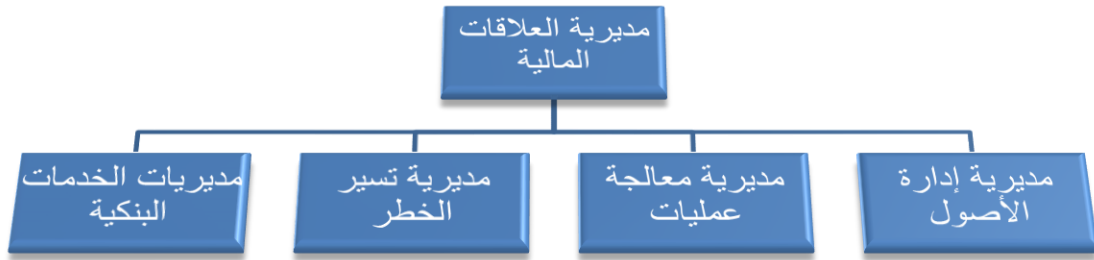 مديرية العلاقات
المالية
مديرية إدارة
الأصول
مديرية معالجة
عمليات
مديرية تسير
الخطر
مديريات الخدمات
البنكية